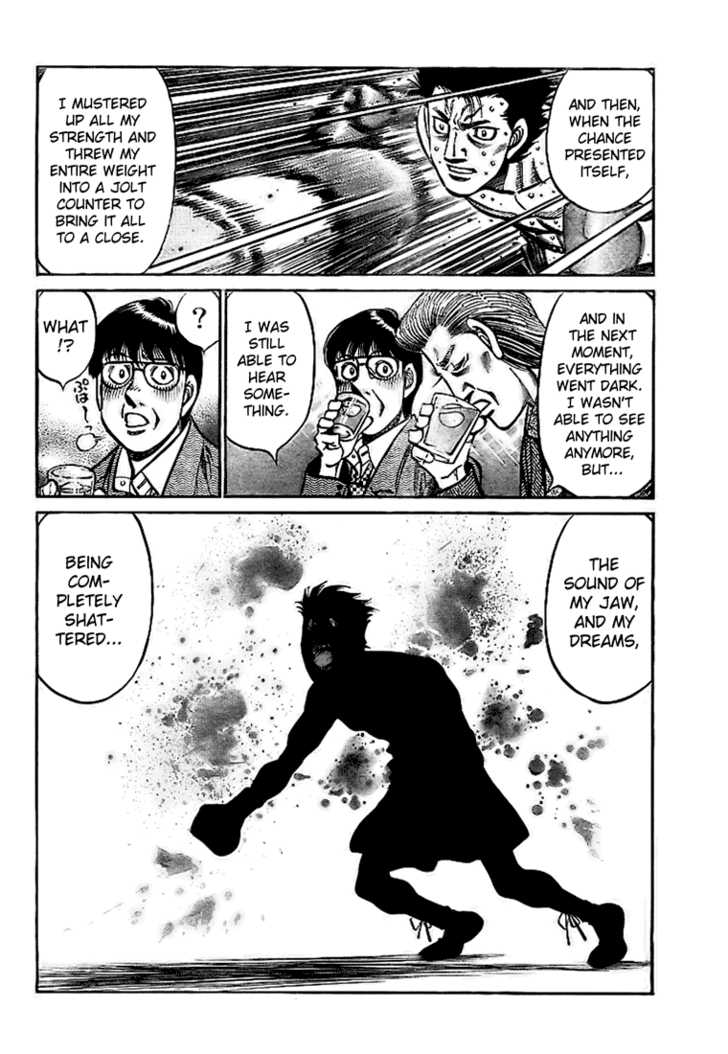 AND THEN,
WHEN THE
CHANCE
PRESENTED
ITSELF,
I MUSTERED
UP ALL MY
STRENGTH AND
THREW MY
ENTIRE WEIGHT
INTO A JOLT
COUNTER TO
BRING IT ALL
TO A CLOSE.
AND IN
THE NEXT
MOMENT,
EVERYTHING
WENT DARK.
I WASN'T
ABLE TO SEE
ANYTHING
ANYMORE,
BUT...
I WAS
STILL
ABLE TO
HEAR
SOME-
THING.
?
WHAT
!?
ぷはーっ
THE
SOUND OF
MY JAW,
AND MY
DREAMS,
BEING
COM-
PLETELY
SHAT-
TERED...